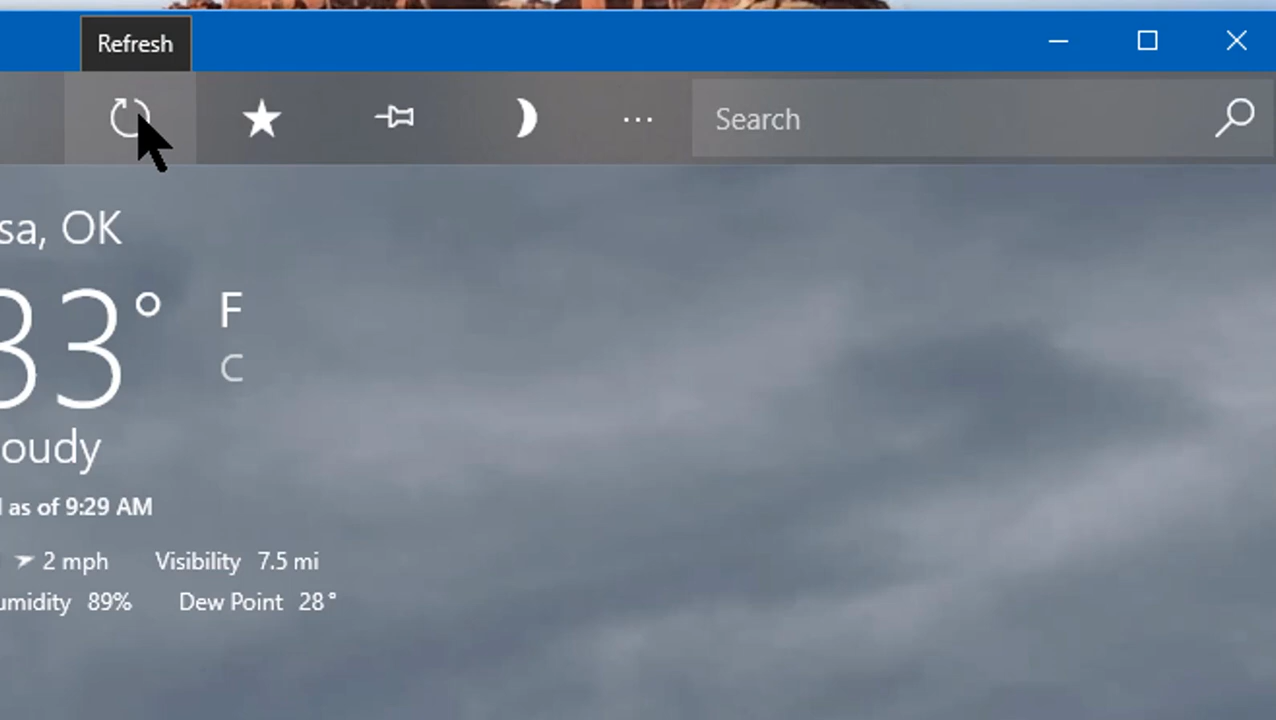 Refresh
Search
sa, OK
33°
F
C
oudy
as of 9:29 AM
2 mph Visibility 7.5 mi
umidity 89% Dew Point 28°